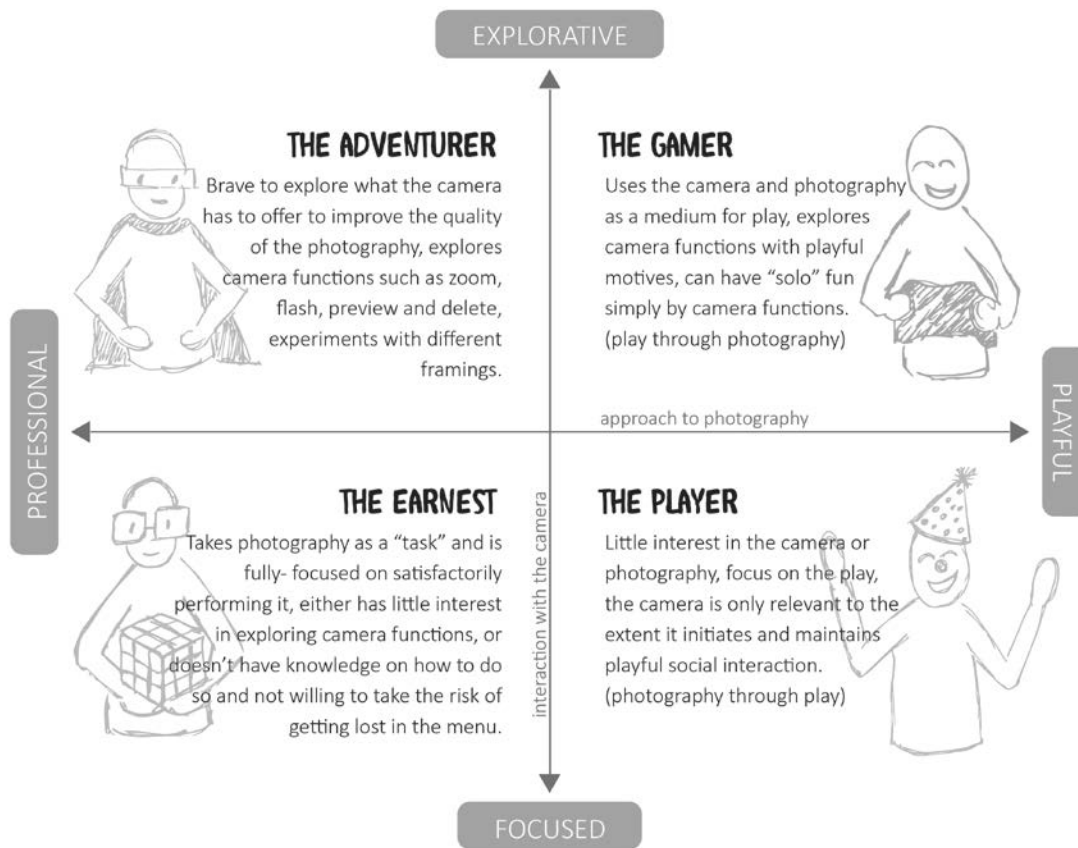 EXPLORATIVE
THE ADVENTURER
Brave to explore what the camera
has to offer to improve the quality
of the photography, explores
camera functions such as zoom,
flash, preview and delete,
experiments with different
framings.
THE GAMER
Uses the camera and photography
as a medium for play, explores
camera functions with playful
motives, can have “solo” fun
simply by camera functions.
(play through photography)
PROFESSIONAL
approach to photography
PLAYFUL
THE EARNEST
Takes photography as a “task” and is
fully- focused on satisfactorily
performing it, either has little interest
in exploring camera functions, or
doesn’t have knowledge on how to do
so and not willing to take the risk of
getting lost in the menu.
interaction with the camera
THE PLAYER
Little interest in the camera or
photography, focus on the play,
the camera is only relevant to the
extent it initiates and maintains
playful social interaction.
(photography through play)
FOCUSED